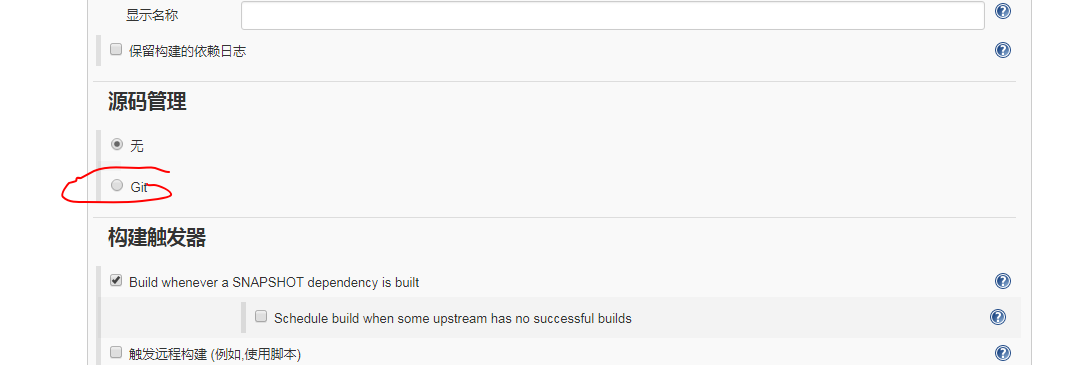 显示名称
保留构建的依赖日志
源码管理
无
Git
构建触发器
Build whenever a SNAPSHOT dependency is built
Schedule build when some upstream has no successful builds
触发远程构建 (例如,使用脚本)